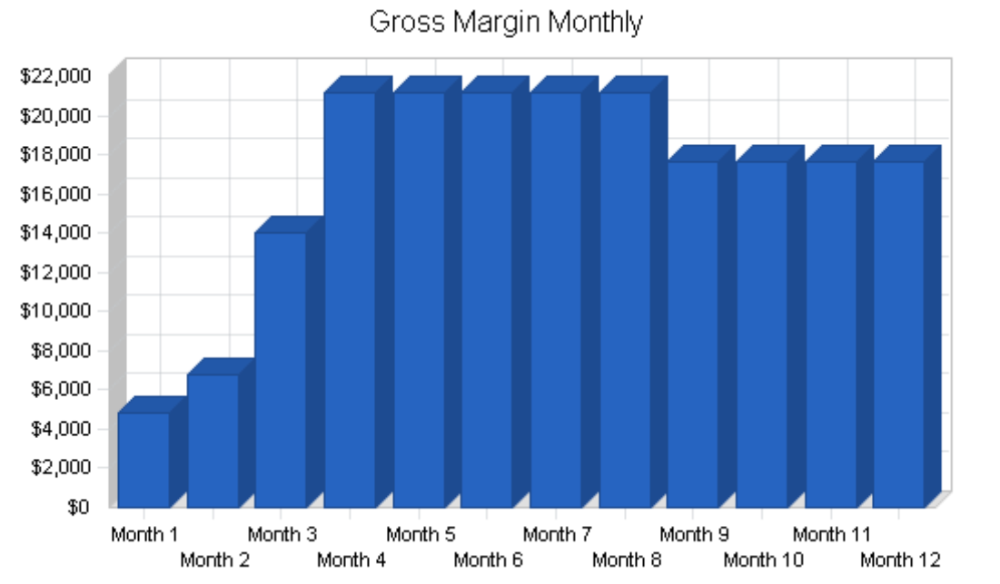 Gross Margin Monthly
$22,000
$20,000
$18,000
$16,000
$14,000
$12,000
$10,000
$8,000
$6,000
$4,000
$2,000
$0
Month 1
Month 2
Month 3
Month 4
Month 5
Month 6
Month 7
Month 8
Month 9
Month 10
Month 11
Month 12